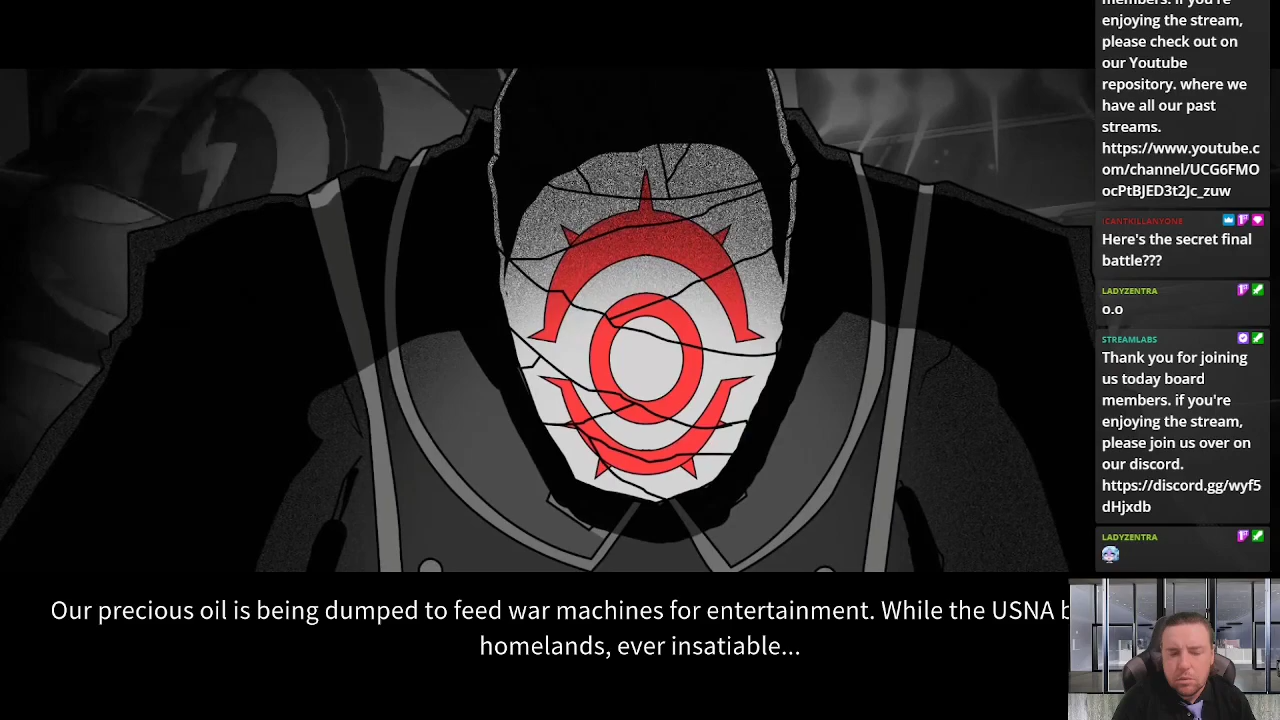 members. if you're
enjoying the stream,
please check out on
our Youtube
repository. where we
have all our past
streams.
https://www.youtube.c
om/channel/UCG6FMO
ocPtBJED3t2Jc_zuw
ICANTKILLANYONE
Here's the secret final
battle???
LADYZENTRA
o.o
STREAMLABS
Thank you for joining
us today board
members. if you're
enjoying the stream,
please join us over on
our discord.
https://discord.gg/wyf5
dHjxdb
LADYZENTRA
Our precious oil is being dumped to feed war machines for entertainment. While the USNA b
homelands, ever insatiable...